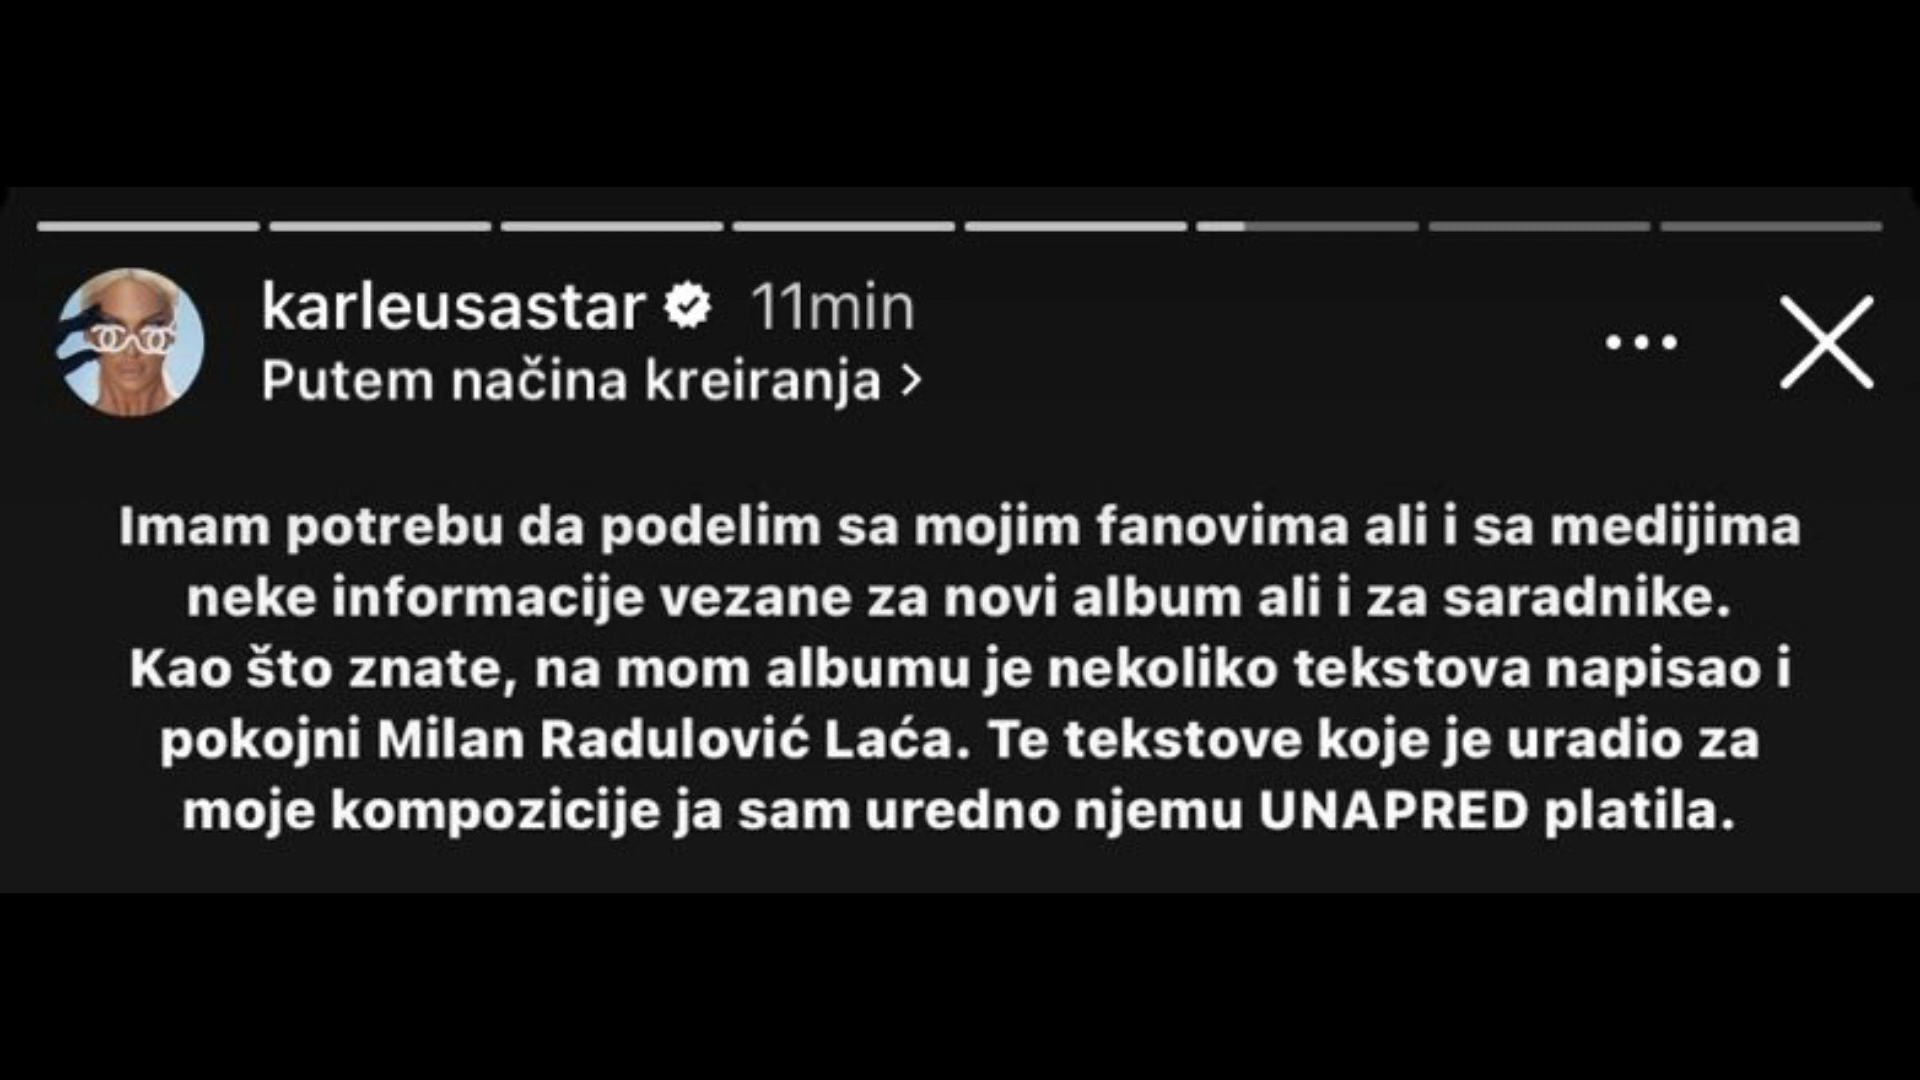 karleusastar 11min
Putem načina kreiranja >
Imam potrebu da podelim sa mojim fanovima ali i sa medijima
neke informacije vezane za novi album ali i za saradnike.
Kao što znate, na mom albumu je nekoliko tekstova napisao i
pokojni Milan Radulović Laća. Te tekstove koje je uradio za
moje kompozicije ja sam uredno njemu UNAPRED platila.